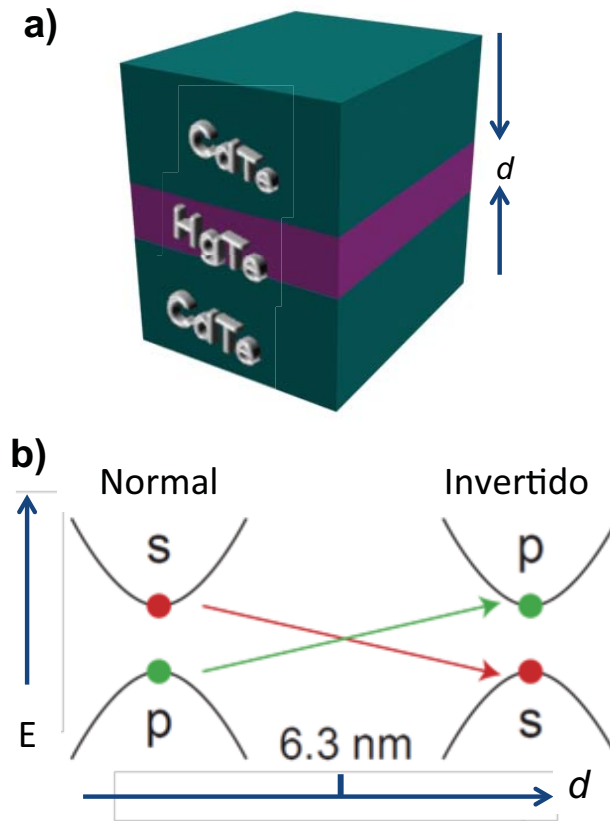 a)
CdTe
d
HgTe
CdTe
b)
Normal Invertido
s p
p s
E
6.3 nm
d